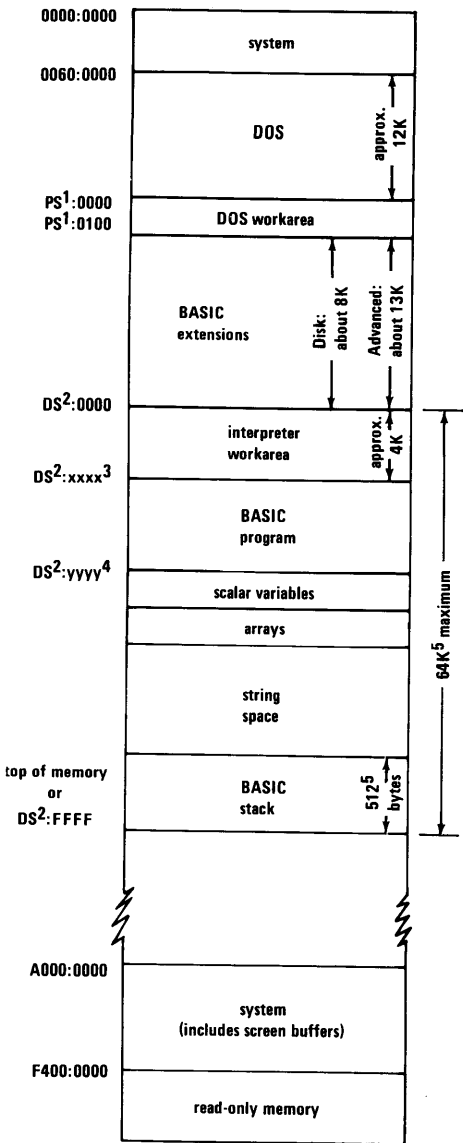 0000:0000
system
0060:0000
DOS
approx.
12K
PS¹:0000
PS¹:0100
DOS workarea
BASIC
extensions
Disk:
about 8K
Advanced:
about 13K
DS²:0000
interpreter
workarea
approx.
4K
DS²:xxxx³
BASIC
program
DS²:yyyy⁴
scalar variables
arrays
string
space
64K⁵ maximum
top of memory
or
DS²:FFFF
BASIC
stack
512⁵
bytes
A000:0000
system
(includes screen buffers)
F400:0000
read-only memory